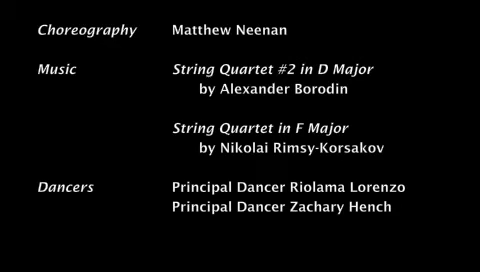 Choreography Matthew Neenan
Music String Quartet #2 in D Major
by Alexander Borodin
String Quartet in F Major
by Nikolai Rimsy-Korsakov
Dancers Principal Dancer Riolama Lorenzo
Principal Dancer Zachary Hench